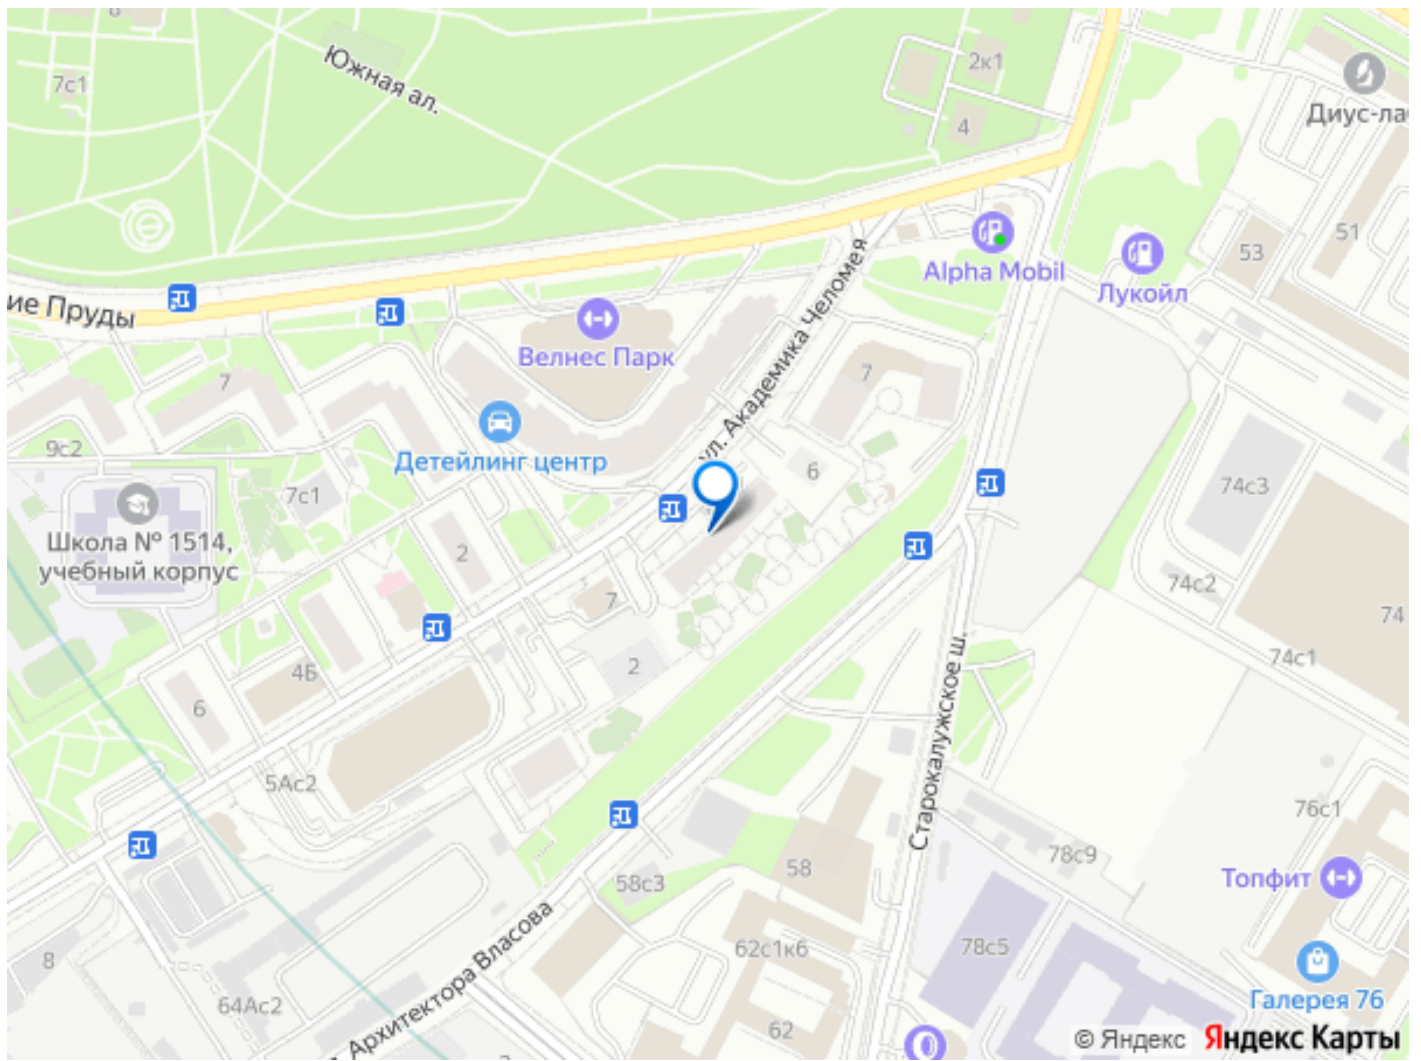 8
Южная ал.
7с1
2к1
4
Диус-ла
51
53
Alpha Mobil
Лукойл
ие Пруды
Велнес Парк
ул. Академика Челомея
7
7
9с2
Детейлинг центр
6
7с1
74с3
Школа № 1514,
учебный корпус
2
74с2
7
74
2
74с1
4Б
6
Старокалужское ш.
5Ас2
76с1
78с9
58
58с3
Топфит
62с1к6
78с5
8
Архитектора Власова
64Ас2
Галерея 76
62
© Яндекс Яндекс Карты